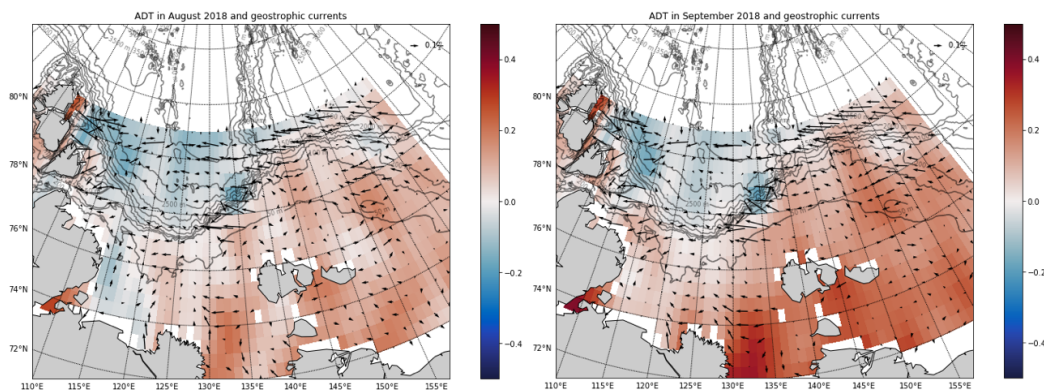 ADT in August 2018 and geostrophic currents
0.1
80°N
78°N
76°N
74°N
72°N
110°E 115°E 120°E 125°E 130°E 135°E 140°E 145°E 150°E 155°E
2500 m
0.4
0.2
0.0
−0.2
−0.4
ADT in September 2018 and geostrophic currents
0.1
80°N
78°N
76°N
74°N
72°N
110°E 115°E 120°E 125°E 130°E 135°E 140°E 145°E 150°E 155°E
2500 m
0.4
0.2
0.0
−0.2
−0.4